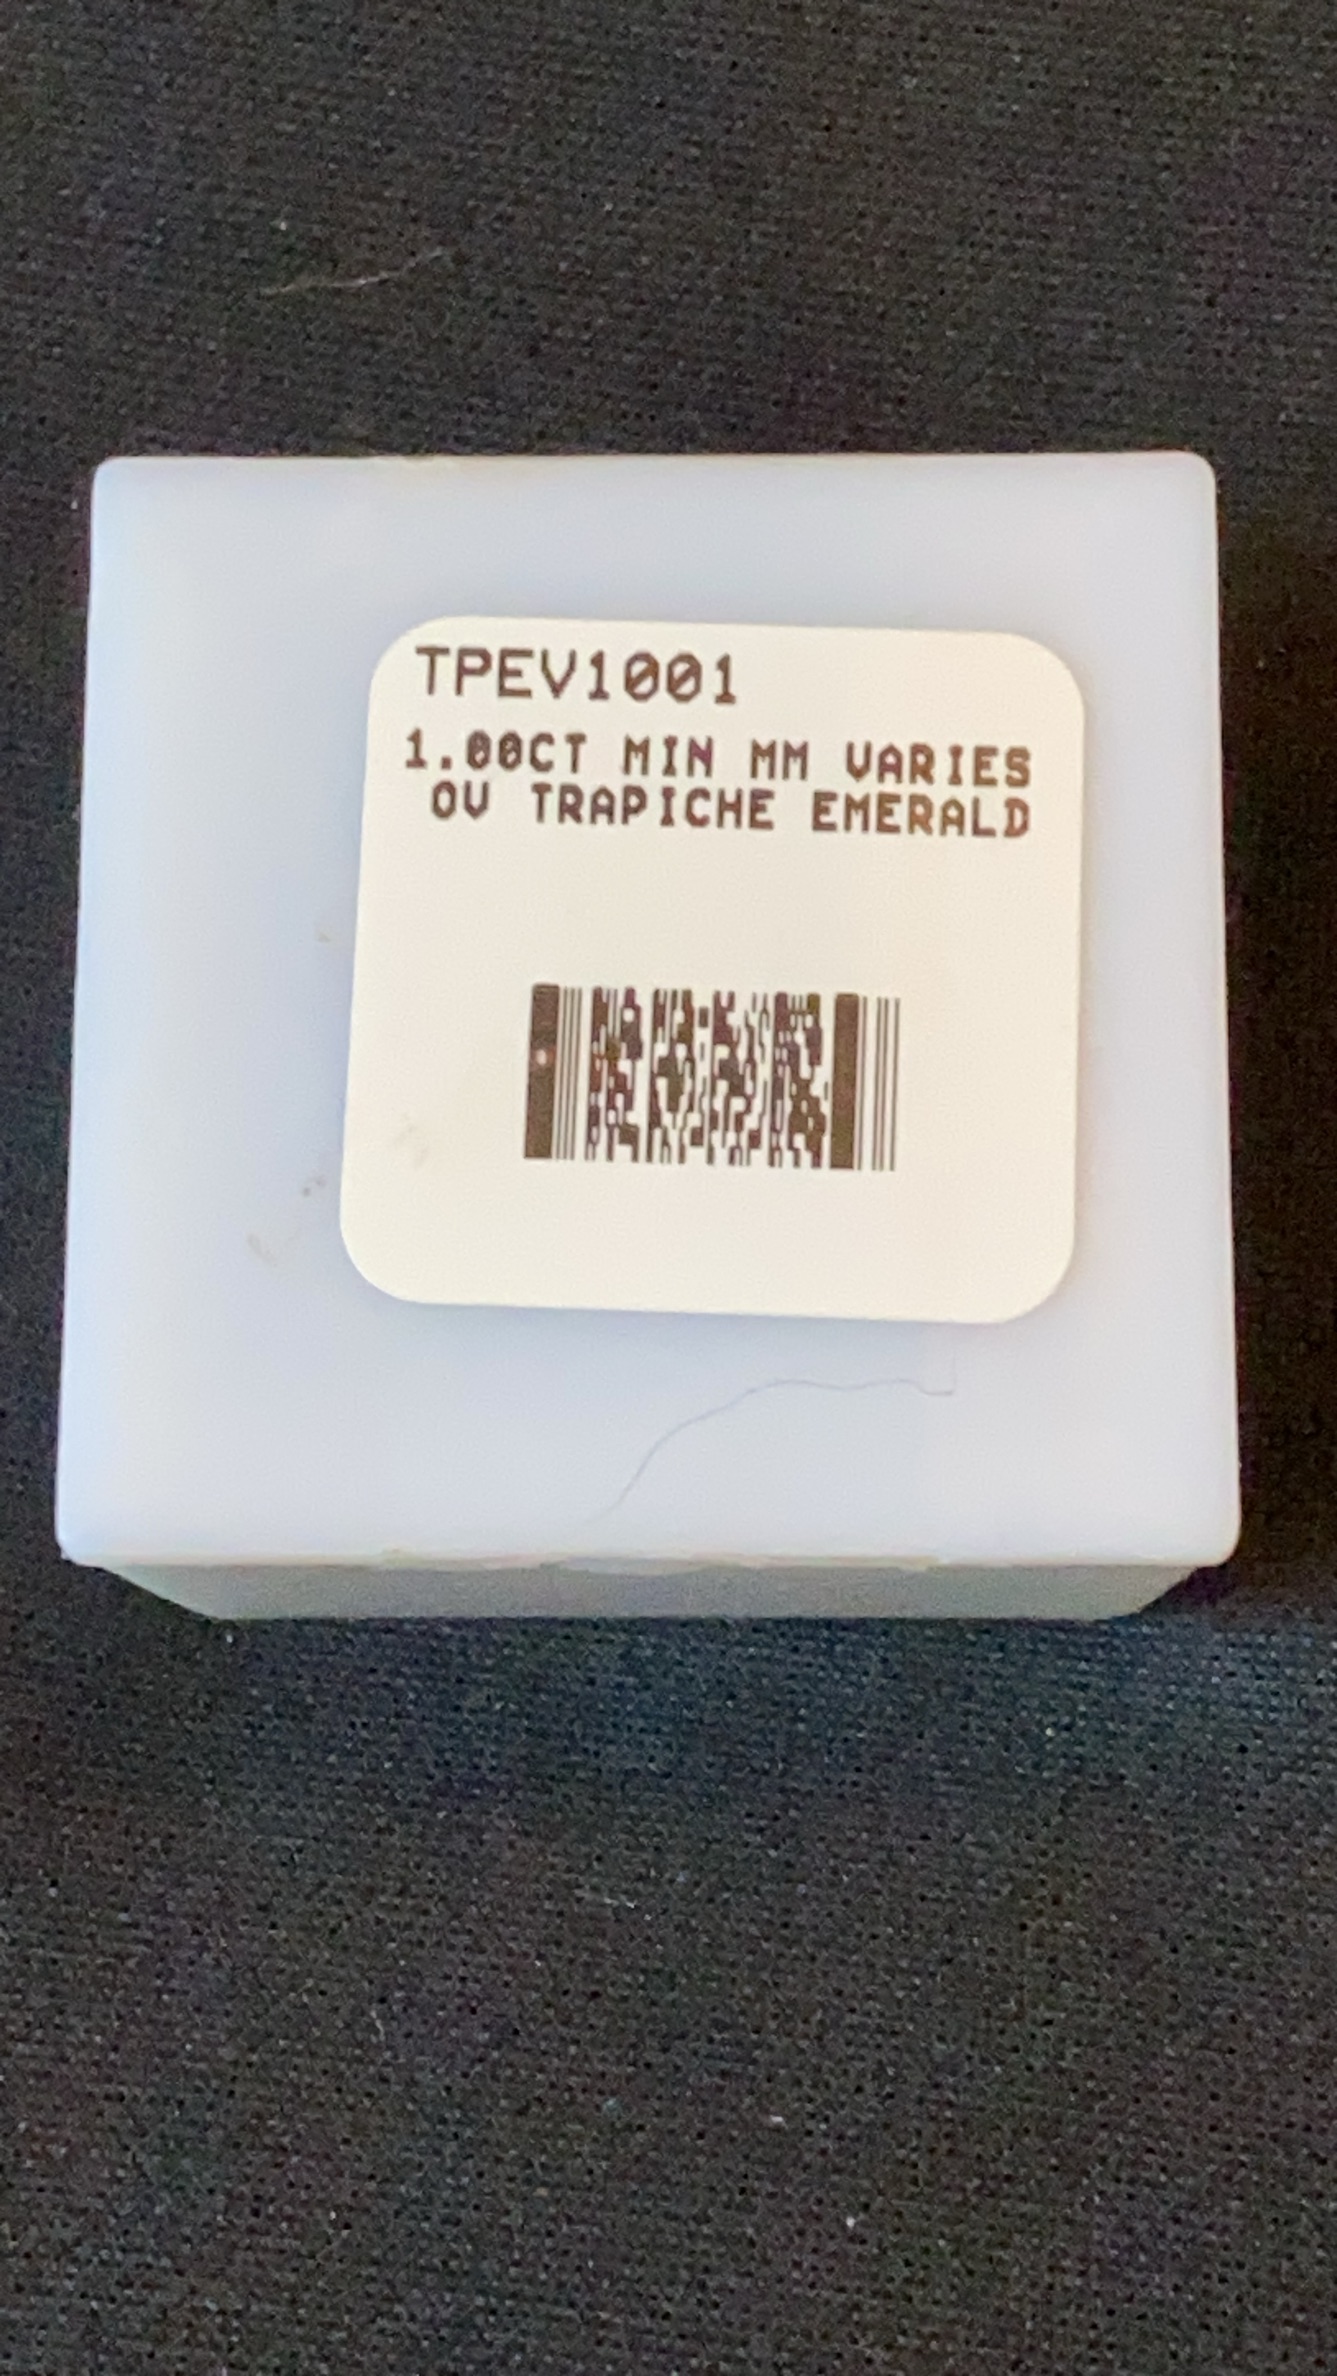 TPEV1001
1.00CT MIN MM VARIES
OV TRAPICHE EMERALD